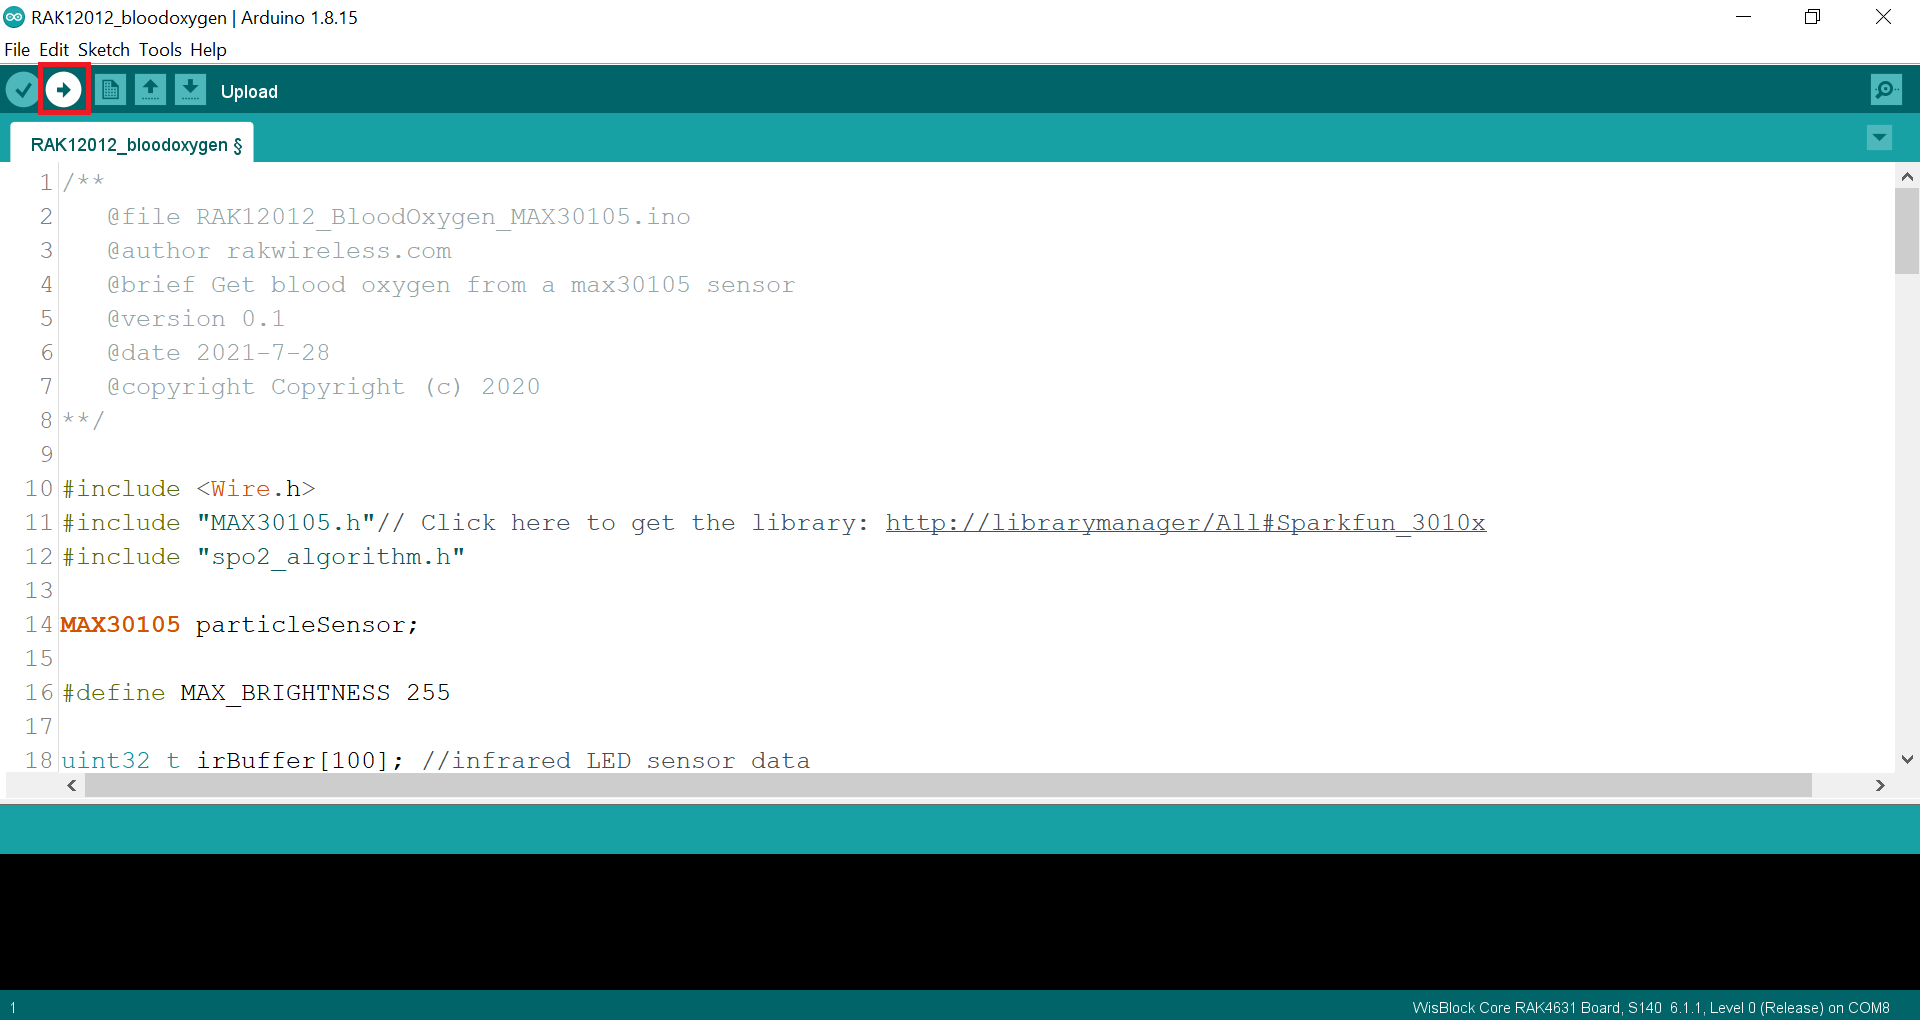 RAK12012_bloodoxygen | Arduino 1.8.15
File Edit Sketch Tools Help
Upload
RAK12012_bloodoxygen §
1 /**
2 @file RAK12012_BloodOxygen_MAX30105.ino
3 @author rakwireless.com
4 @brief Get blood oxygen from a max30105 sensor
5 @version 0.1
6 @date 2021-7-28
7 @copyright Copyright (c) 2020
8 **/
9
10 #include <Wire.h>
11 #include "MAX30105.h"// Click here to get the library: http://librarymanager/All#Sparkfun_3010x
12 #include "spo2_algorithm.h"
13
14 MAX30105 particleSensor;
15
16 #define MAX_BRIGHTNESS 255
17
18 uint32 t irBuffer[100]; //infrared LED sensor data
1
WisBlock Core RAK4631 Board, S140 6.1.1, Level 0 (Release) on COM8